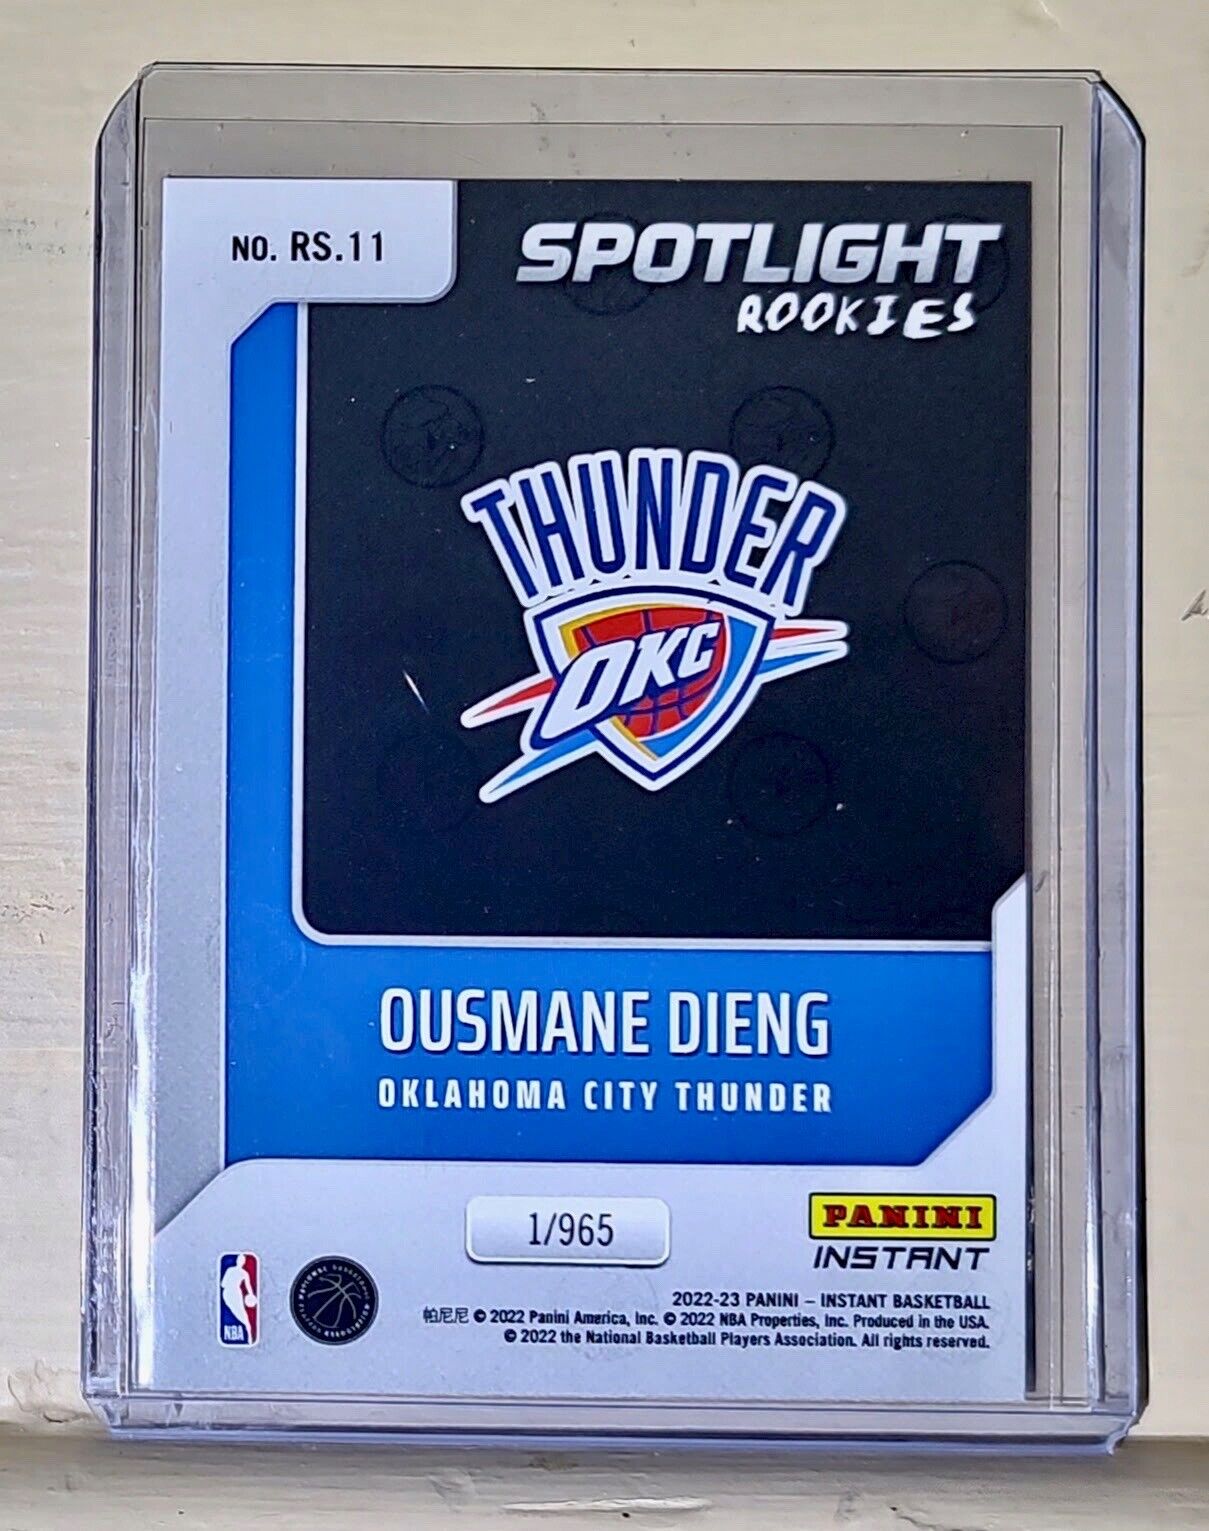 NO. RS.11
SPOTLIGHT
ROOKIES
THUNDER
OKC
OUSMANE DIENG
OKLAHOMA CITY THUNDER
1/965
PANINI
INSTANT
NBA
2022-23 PANINI – INSTANT BASKETBALL
帕尼尼 © 2022 Panini America, Inc. © 2022 NBA Properties, Inc. Produced in the USA.
© 2022 the National Basketball Players Association. All rights reserved.